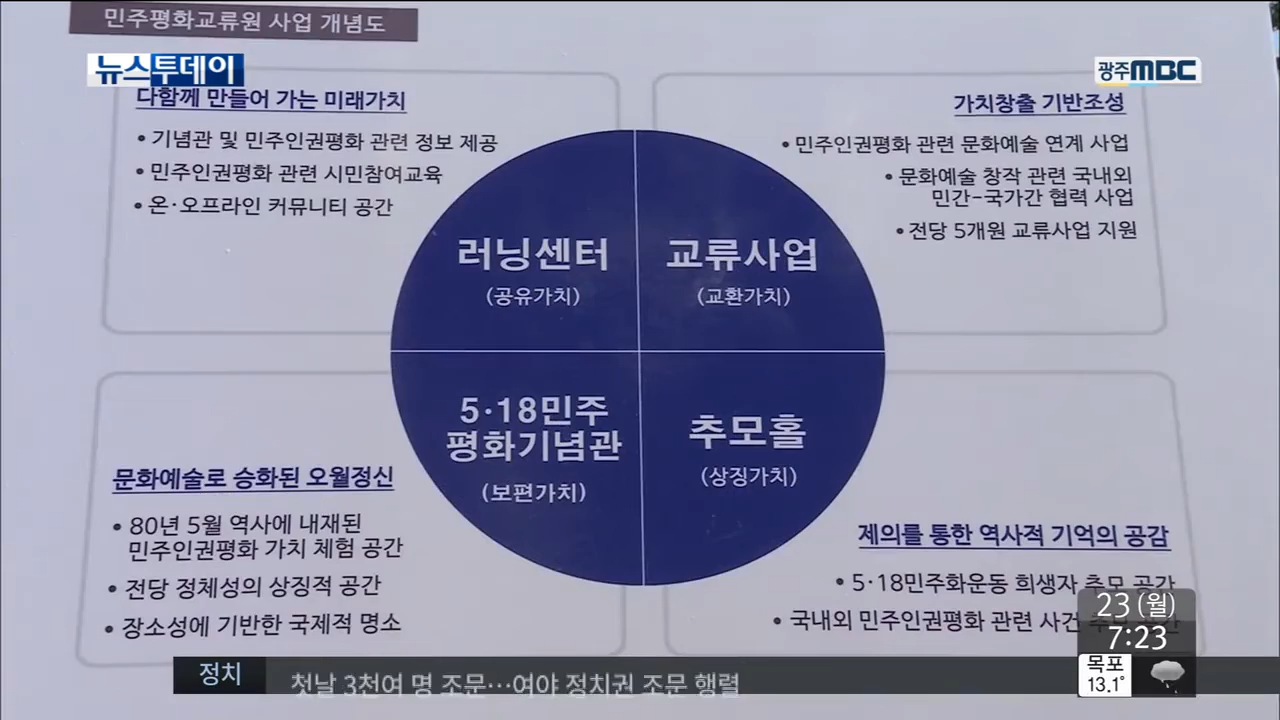 민주평화교류원 사업 개념도
뉴스투데이
광주MBC
다함께 만들어 가는 미래가치
• 기념관 및 민주인권평화 관련 정보 제공
• 민주인권평화 관련 시민참여교육
• 온·오프라인 커뮤니티 공간
가치창출 기반조성
• 민주인권평화 관련 문화예술 연계 사업
• 문화예술 창작 관련 국내외
민간-국가간 협력 사업
• 전당 5개원 교류사업 지원
러닝센터
(공유가치)
교류사업
(교환가치)
5·18민주
평화기념관
(보편가치)
추모홀
(상징가치)
문화예술로 승화된 오월정신
• 80년 5월 역사에 내재된
민주인권평화 가치 체험 공간
• 전당 정체성의 상징적 공간
• 장소성에 기반한 국제적 명소
제의를 통한 역사적 기억의 공감
• 5·18민주화운동 희생자 추모 공간
• 국내외 민주인권평화 관련 사건 추모 공간
23(월)
7:23
목포
13.1°
정치
첫날 3천여 명 조문…여야 정치권 조문 행렬